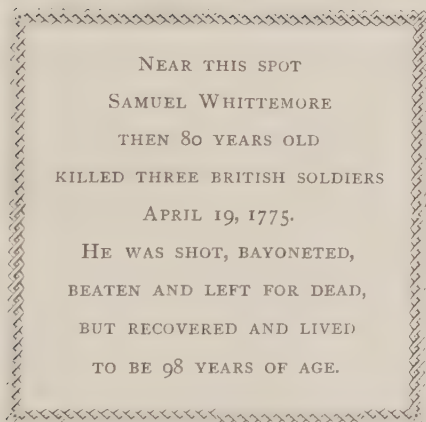 Near this spot
Samuel Whittemore
then 80 years old
killed three british soldiers
April 19, 1775.
He was shot, bayoneted,
beaten and left for dead,
but recovered and lived
to be 98 years of age.